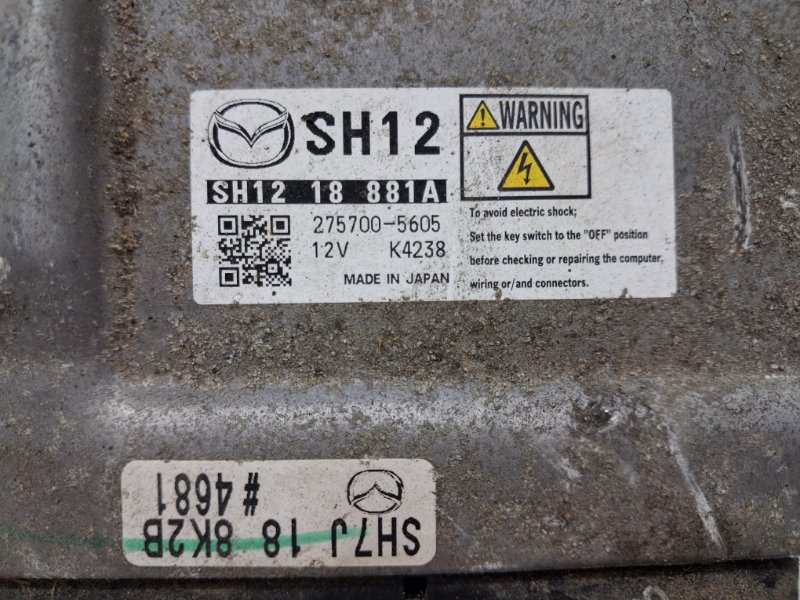 SH12
SH12 18 881A
275700-5605
12V K4238
MADE IN JAPAN
WARNING
To avoid electric shock;
Set the key switch to the "OFF" position
before checking or repairing the computer,
wiring or/and connectors.
SH7J 18 8K2B
#4681